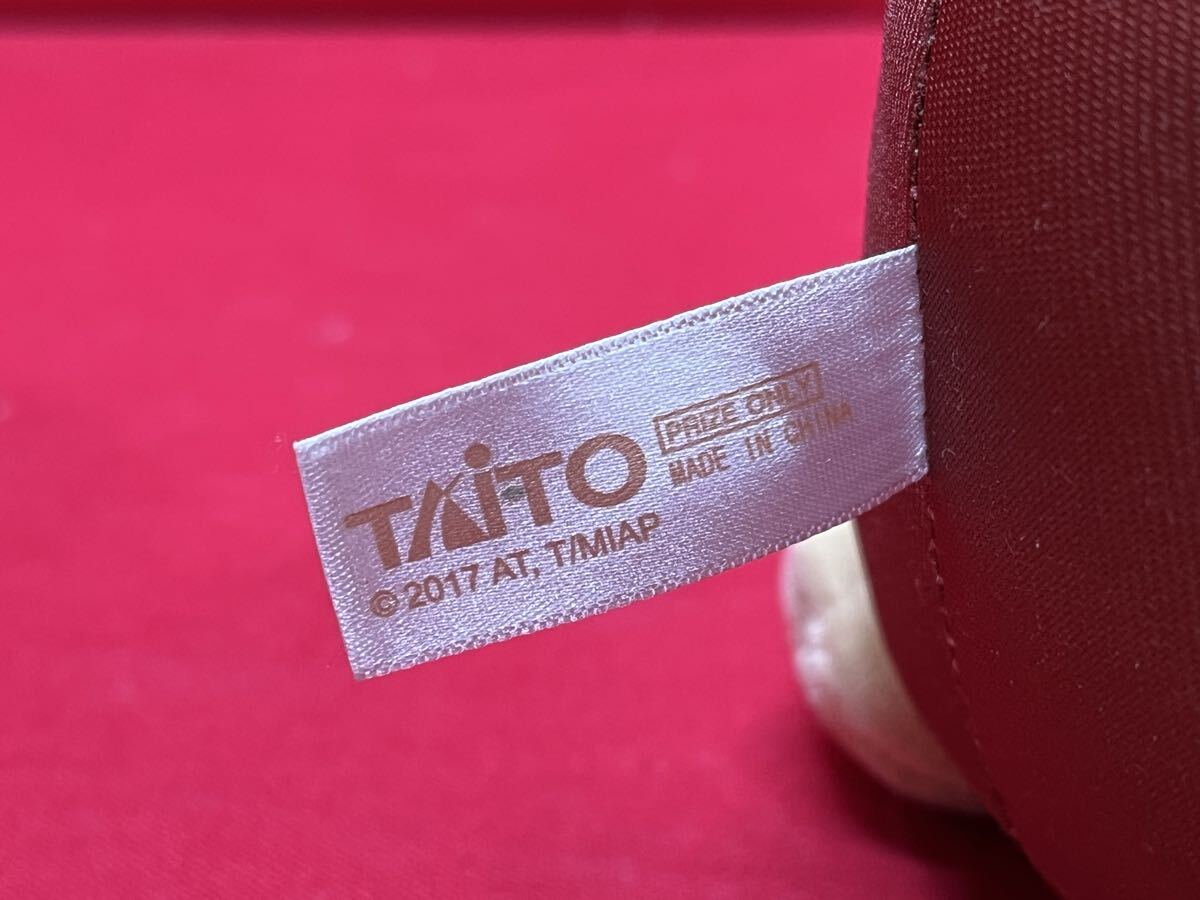 TAiTO
PRIZE ONLY
MADE IN CHINA
© 2017 AT, T/MIAP